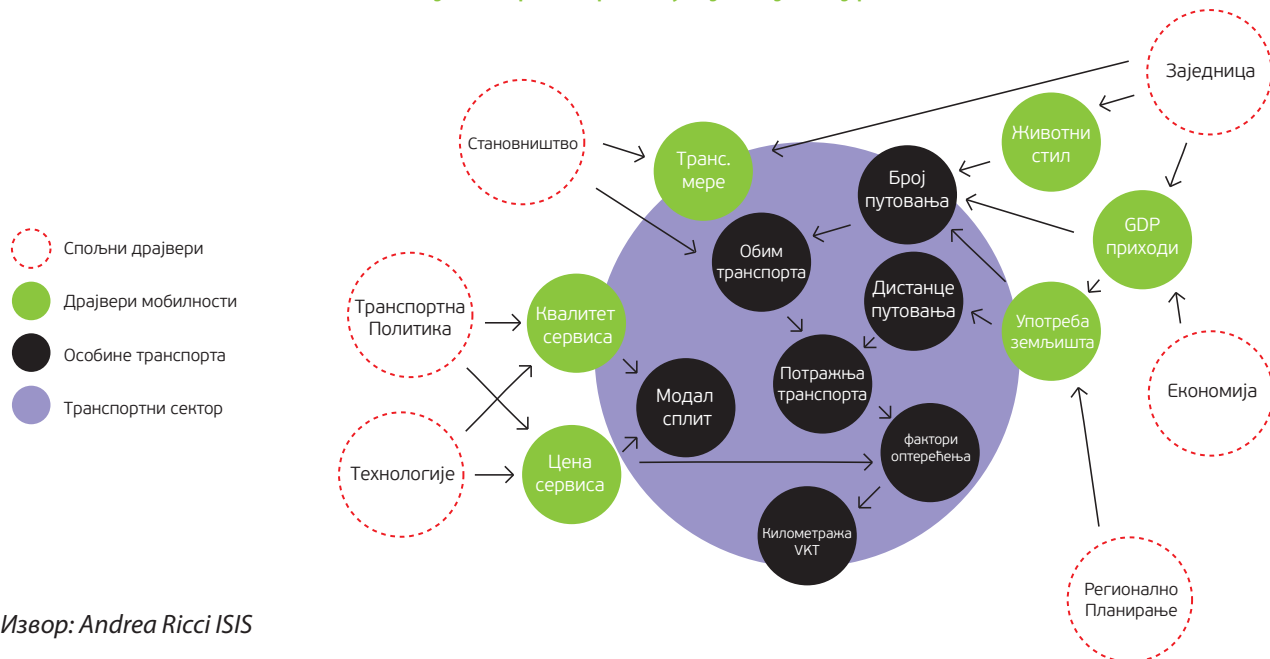 Заједница
Становништво
Транс.
мере
Животни
стил
Број
путовања
GDP
приходи
Обим
транспорта
Спољни драјвери
Драјвери мобилности
Особине транспорта
Транспортни сектор
Транспортна
Политика
Квалитет
сервиса
Дистанце
путовања
Употреба
земљишта
Потражња
транспорта
Модал
сплит
Економија
фактори
оптерећења
Технологије
Цена
сервиса
Километража
VKT
Регионално
Планирање
Извор: Andrea Ricci ISIS